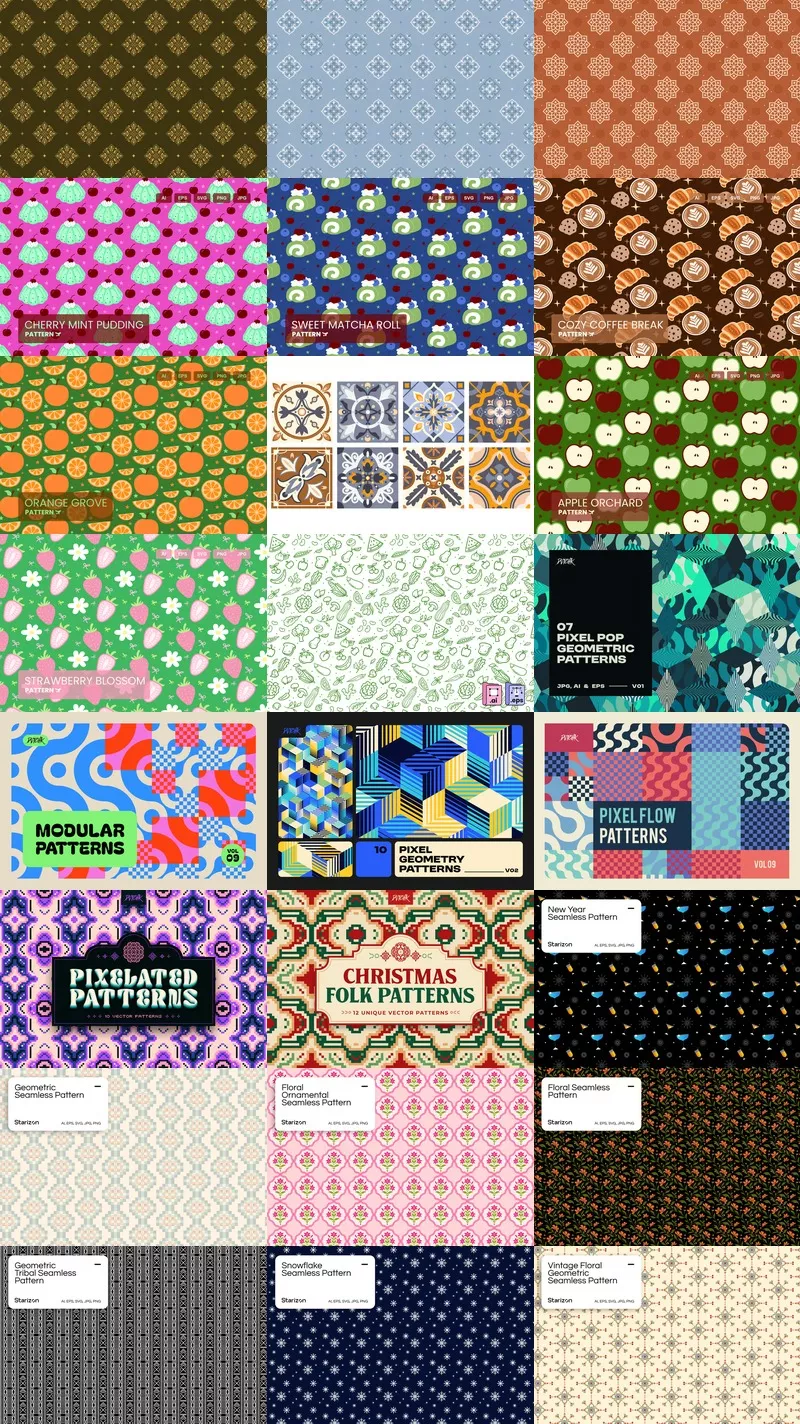 AI EPS SVG PNG JPG
CHERRY MINT PUDDING
PATTERN
AI EPS SVG PNG JPG
SWEET MATCHA ROLL
PATTERN
AI EPS SVG PNG JPG
COZY COFFEE BREAK
PATTERN
AI EPS SVG PNG JPG
ORANGE GROVE
PATTERN
AI EPS SVG PNG JPG
APPLE ORCHARD
PATTERN
AI EPS SVG PNG JPG
STRAWBERRY BLOSSOM
PATTERN
.ai
.eps
07
PIXEL POP
GEOMETRIC
PATTERNS
JPG, AI & EPS V01
MODULAR
PATTERNS
VOL
09
10
PIXEL
GEOMETRY
PATTERNS V02
PIXEL FLOW
PATTERNS
VOL 09
PIXELATED
PATTERNS
10 VECTOR PATTERNS
CHRISTMAS
FOLK PATTERNS
>>> 12 UNIQUE VECTOR PATTERNS <<<
New Year
Seamless Pattern
Starizon AI, EPS, SVG, JPG, PNG
Geometric
Seamless Pattern
Starizon AI, EPS, SVG, JPG, PNG
Floral
Ornamental
Seamless Pattern
Starizon AI, EPS, SVG, JPG, PNG
Floral Seamless
Pattern
Starizon AI, EPS, SVG, JPG, PNG
Geometric
Tribal Seamless
Pattern
Starizon AI, EPS, SVG, JPG, PNG
Snowflake
Seamless Pattern
Starizon AI, EPS, SVG, JPG, PNG
Vintage Floral
Geometric
Seamless Pattern
Starizon AI, EPS, SVG, JPG, PNG